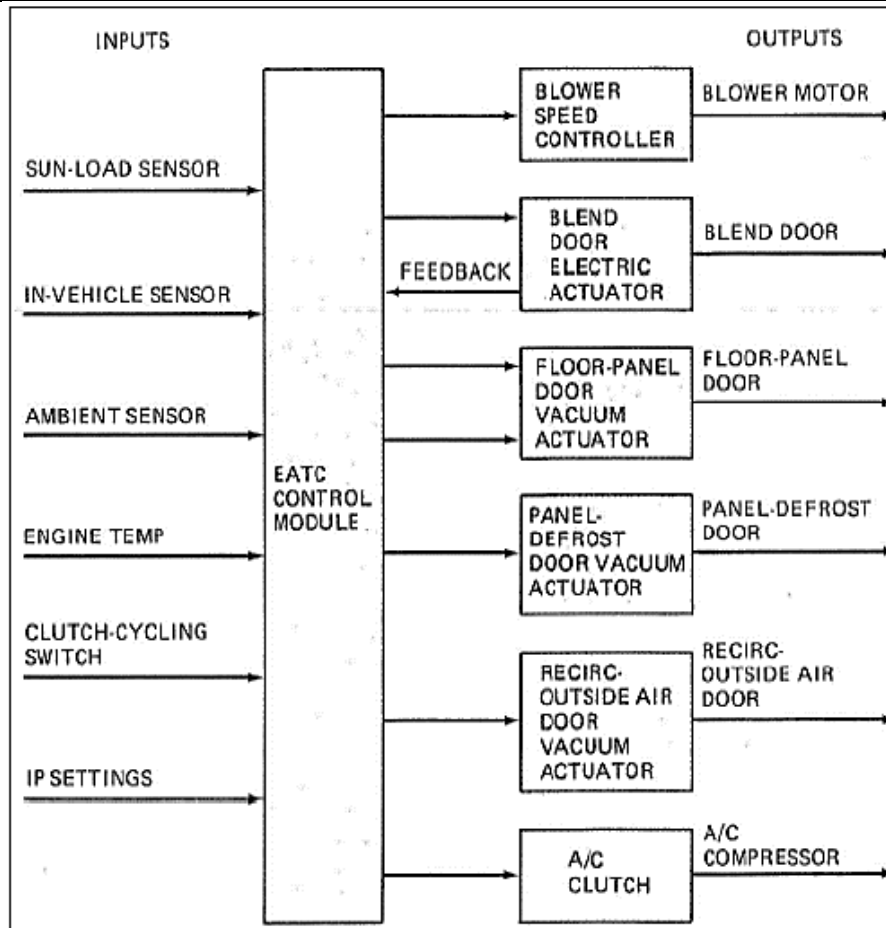 INPUTS
OUTPUTS
SUN-LOAD SENSOR
IN-VEHICLE SENSOR
AMBIENT SENSOR
ENGINE TEMP
CLUTCH-CYCLING
SWITCH
IP SETTINGS
EATC
CONTROL
MODULE
FEEDBACK
BLOWER
SPEED
CONTROLLER
BLOWER MOTOR
BLEND
DOOR
ELECTRIC
ACTUATOR
BLEND DOOR
FLOOR-PANEL
DOOR
VACUUM
ACTUATOR
FLOOR-PANEL
DOOR
PANEL-
DEFROST
DOOR VACUUM
ACTUATOR
PANEL-DEFROST
DOOR
RECIRC-
OUTSIDE AIR
DOOR
VACUUM
ACTUATOR
RECIRC-
OUTSIDE AIR
DOOR
A/C
CLUTCH
A/C
COMPRESSOR